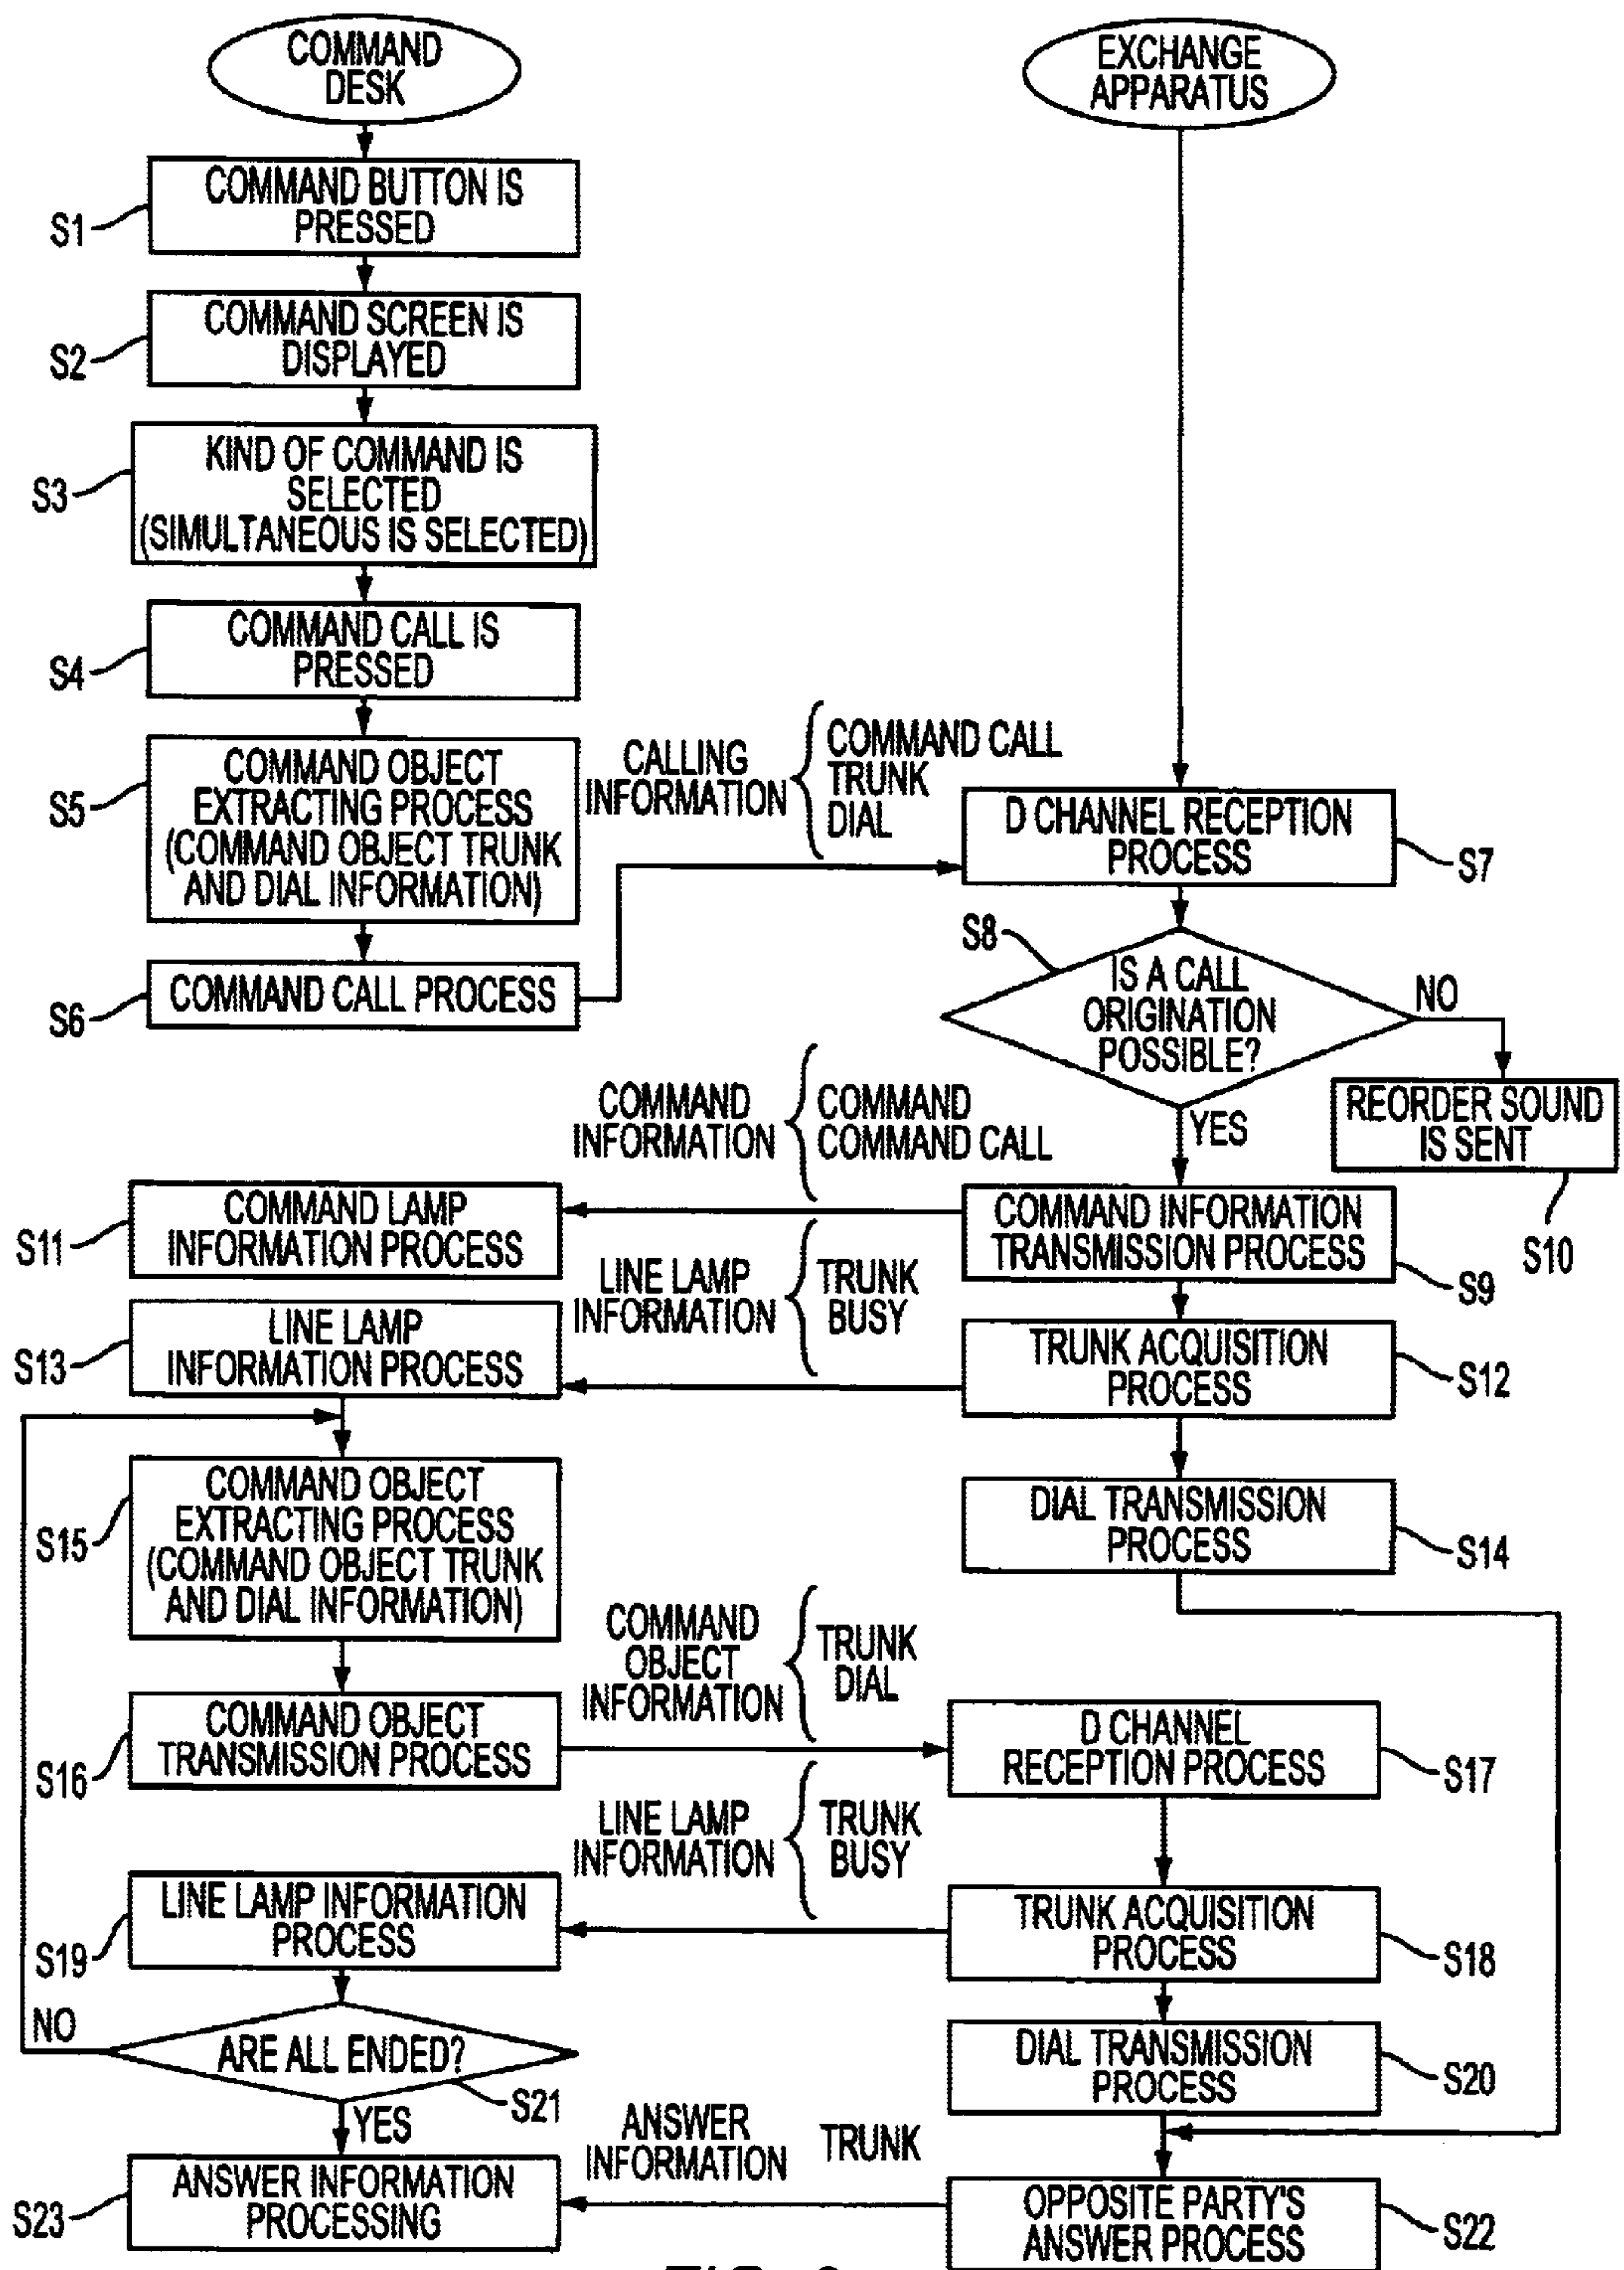 COMMAND
DESK
EXCHANGE
APPARATUS
COMMAND BUTTON IS
PRESSED
S1
COMMAND SCREEN IS
DISPLAYED
S2
KIND OF COMMAND IS
SELECTED
(SIMULTANEOUS IS SELECTED)
S3
COMMAND CALL IS
PRESSED
S4
COMMAND OBJECT
EXTRACTING PROCESS
(COMMAND OBJECT TRUNK
AND DIAL INFORMATION)
S5
CALLING
INFORMATION
COMMAND CALL
TRUNK
DIAL
D CHANNEL RECEPTION
PROCESS
S7
COMMAND CALL PROCESS
S6
S8
IS A CALL
ORIGINATION
POSSIBLE?
NO
YES
REORDER SOUND
IS SENT
S10
COMMAND
INFORMATION
COMMAND
COMMAND CALL
COMMAND LAMP
INFORMATION PROCESS
S11
COMMAND INFORMATION
TRANSMISSION PROCESS
S9
LINE LAMP
INFORMATION
TRUNK
BUSY
LINE LAMP
INFORMATION PROCESS
S13
TRUNK ACQUISITION
PROCESS
S12
COMMAND OBJECT
EXTRACTING PROCESS
(COMMAND OBJECT TRUNK
AND DIAL INFORMATION)
S15
DIAL TRANSMISSION
PROCESS
S14
COMMAND
OBJECT
INFORMATION
TRUNK
DIAL
COMMAND OBJECT
TRANSMISSION PROCESS
S16
D CHANNEL
RECEPTION PROCESS
S17
LINE LAMP
INFORMATION
TRUNK
BUSY
LINE LAMP INFORMATION
PROCESS
S19
TRUNK ACQUISITION
PROCESS
S18
NO
ARE ALL ENDED?
S21
YES
DIAL TRANSMISSION
PROCESS
S20
ANSWER
INFORMATION
TRUNK
ANSWER INFORMATION
PROCESSING
S23
OPPOSITE PARTY'S
ANSWER PROCESS
S22